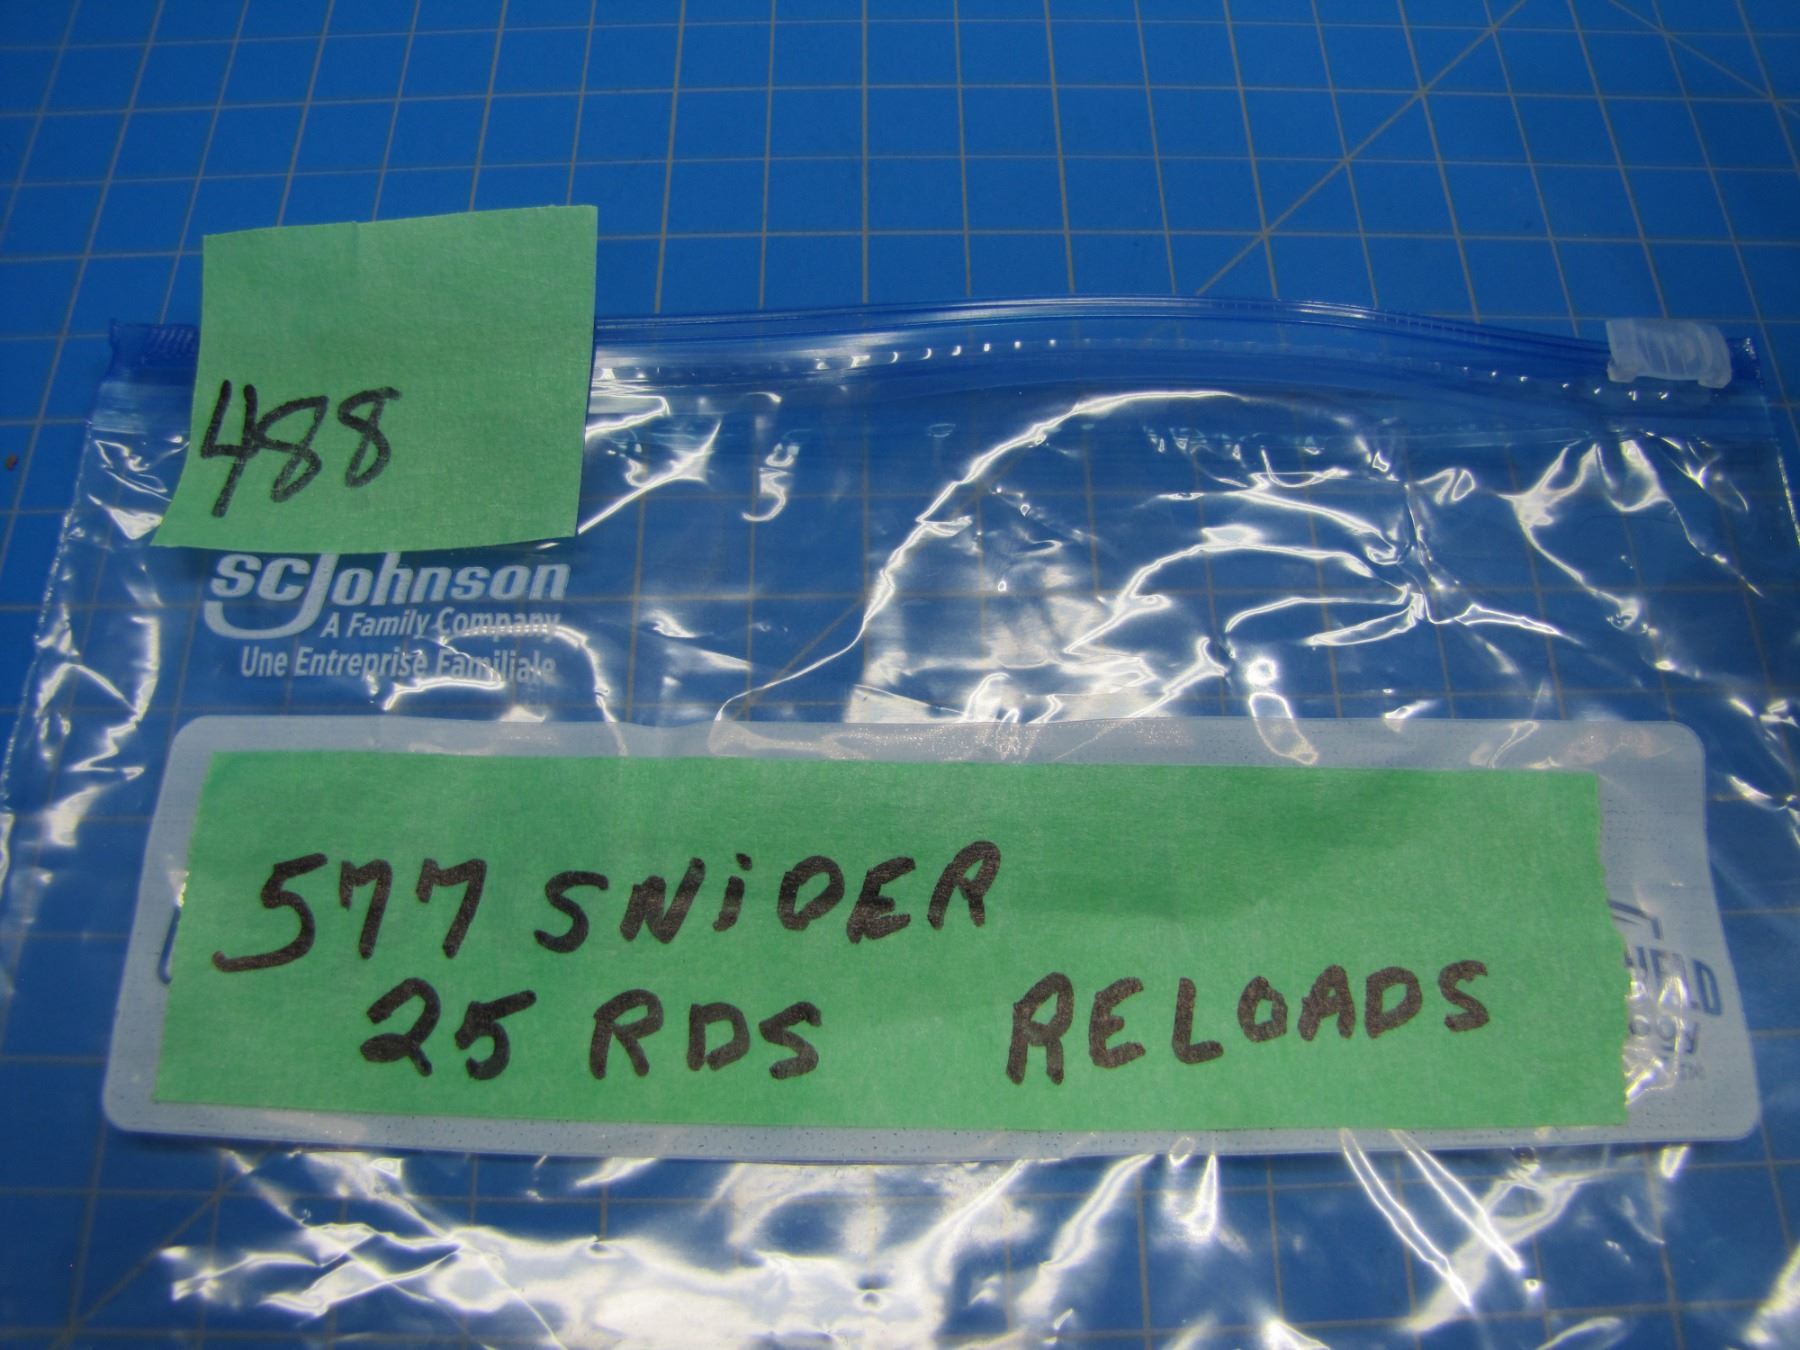 488
SCJohnson
A Family Company
Une Entreprise Familiale
577 SNiDER
25 RDS RELOADS